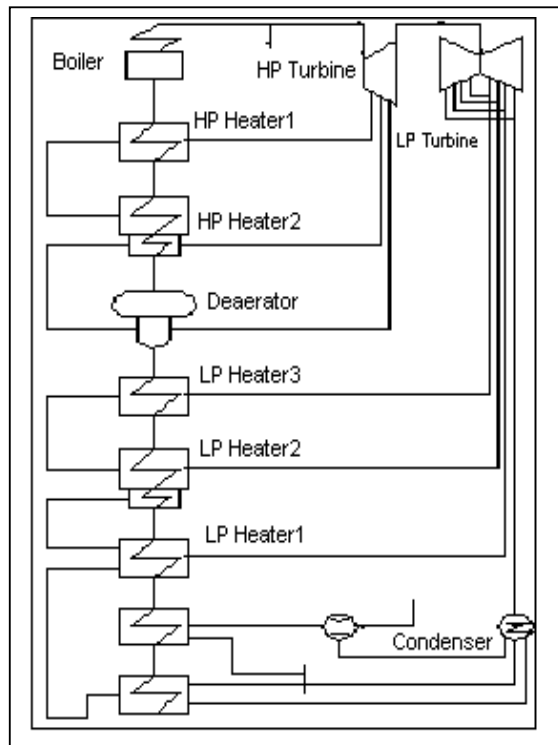 Boiler
HP Turbine
LP Turbine
HP Heater1
HP Heater2
Deaerator
LP Heater3
LP Heater2
LP Heater1
Condenser